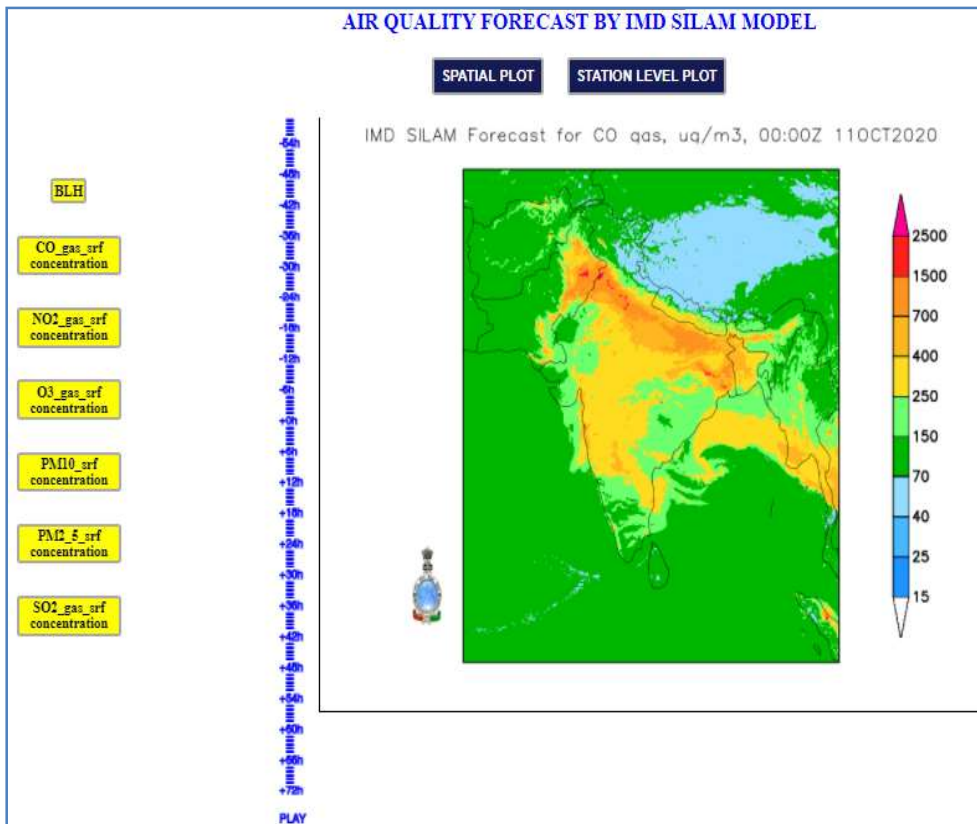 AIR QUALITY FORECAST BY IMD SILAM MODEL
SPATIAL PLOT
STATION LEVEL PLOT
BLH
CO_gas_srf
concentration
NO2_gas_srf
concentration
O3_gas_srf
concentration
PM10_srf
concentration
PM2_5_srf
concentration
SO2_gas_srf
concentration
-54h
-48h
-42h
-36h
-30h
-24h
-18h
-12h
-6h
+0h
+6h
+12h
+18h
+24h
+30h
+36h
+42h
+48h
+54h
+60h
+66h
+72h
PLAY
IMD SILAM Forecast for CO gas, ug/m3, 00:00Z 11OCT2020
2500
1500
700
400
250
150
70
40
25
15